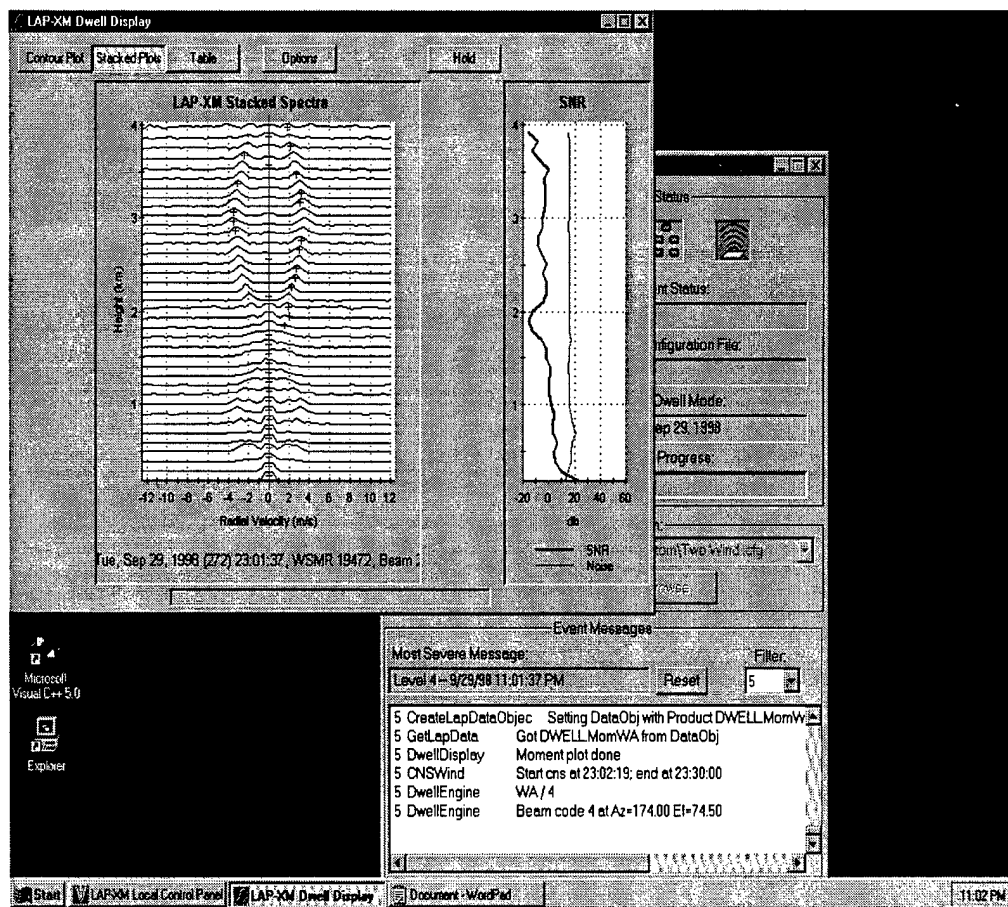 LAP-XM Dwell Display
Contour Plot Stacked Plots Table Options Hold
LAP-XM Stacked Spectra
4
3
2
1
Height (km)
-12 -10 -8 -6 -4 -2 0 2 4 6 8 10 12
Radial Velocity (m/s)
Tue, Sep 29, 1998 (272) 23:01:37, WSMR 19472, Beam
SNR
4
3
2
1
-20 0 20 40 60
db
SNR
Noise
Status
nt Status:
nfiguration File:
Dwell Mode:
ep 29, 1998
Progress:
om\Two Wind.cfg
Event Messages
Most Severe Message:
Filter:
Level 4 -- 9/29/98 11:01:37 PM
Reset
5
5 CreateLapDataObjec Setting DataObj with Product DWELL.MomW
5 GetLapData Got DWELL.MomWA from DataObj
5 DwellDisplay Moment plot done
5 CNSWind Start cns at 23:02:19; end at 23:30:00
5 DwellEngine WA / 4
5 DwellEngine Beam code 4 at Az=174.00 El=74.50
Microsoft
Visual C++ 5.0
Explorer
Start LAP-XM Local Control Panel LAP-XM Dwell Display Document - WordPad 11:02 PM